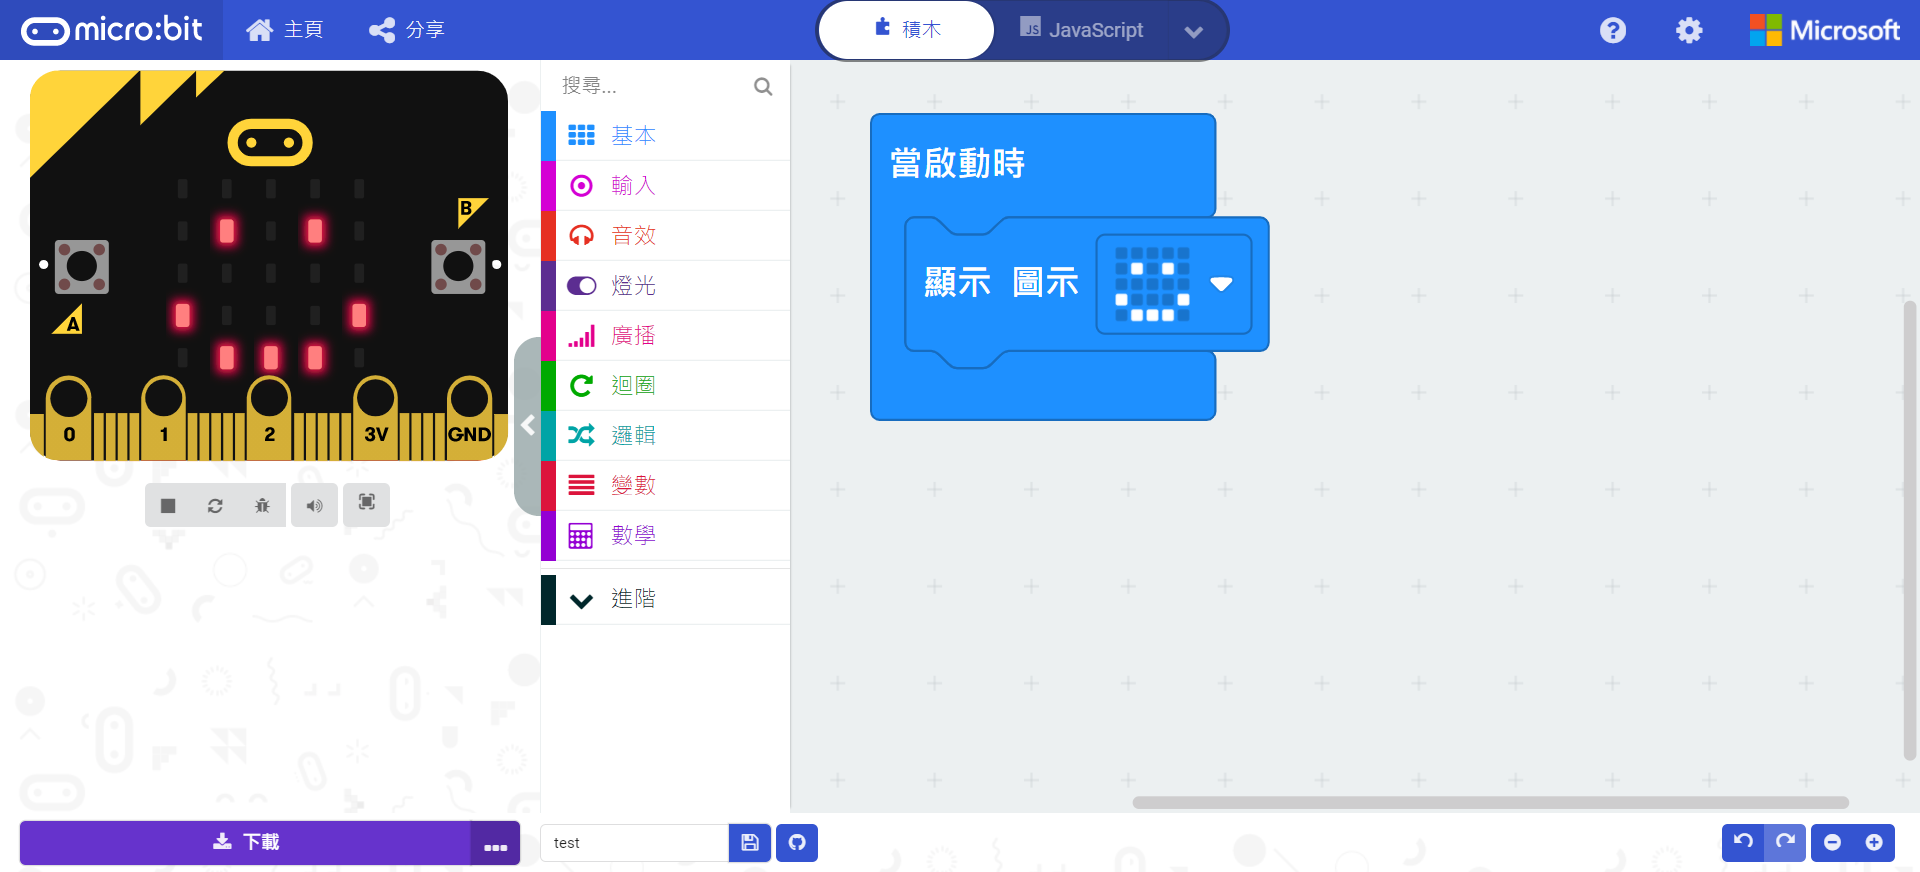 micro:bit
主頁
分享
積木
JS JavaScript
Microsoft
B
A
0 1 2 3V GND
搜尋...
基本
輸入
音效
燈光
廣播
迴圈
邏輯
變數
數學
進階
當啟動時
顯示 圖示
下載
...
test